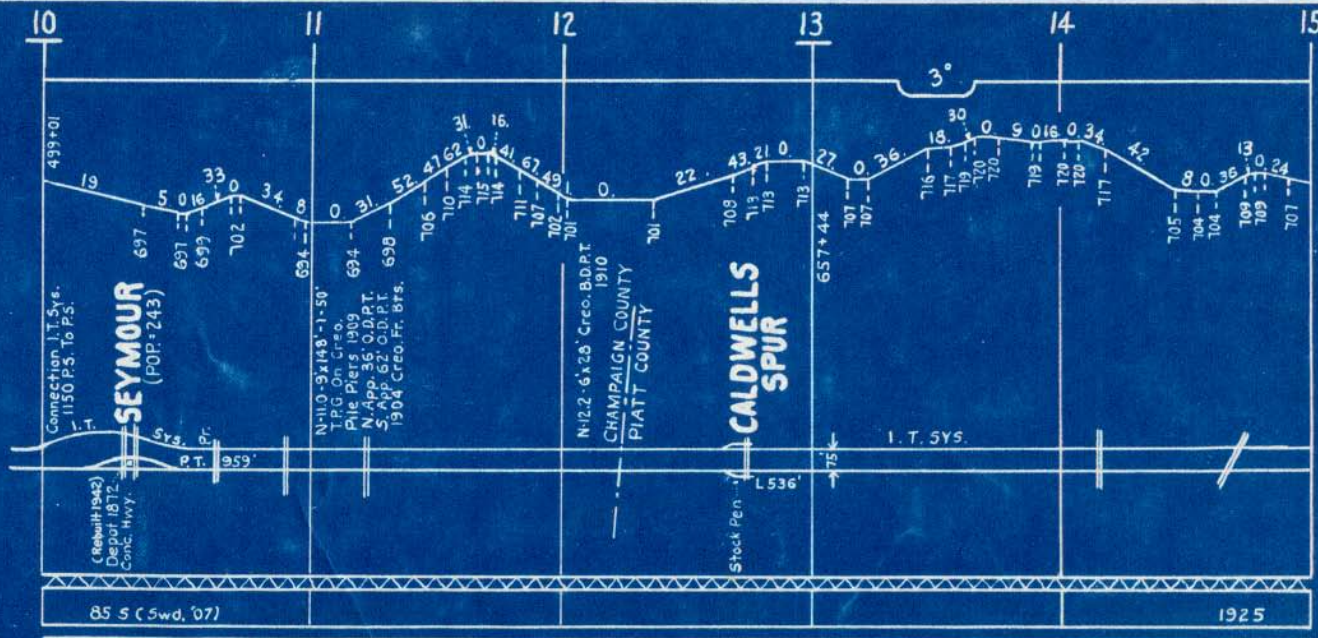 10 11 12 13 14 15
3°
499+01
657+44
19 5 0 16 33 0 34 8 0 31. 52. 47 62 31. 0 16. 41. 67. 49 1 0. 22. 43. 21 0 27. 0. 36. 18. 30 0 9 0 16 0. 34. 42 8. 0. 36 13 0 24
697 697 699 702 694 694 698 706 710 714 715 714 711 707 702 701 701 708 713 713 713 707 707 716 717 719 720 720 719 720 720 717 705 704 704 709 709 707
Connection I.T. Sys.
1150 P.S. To P.S.
SEYMOUR
(POP.=243)
N-11.0-9'x148'-1-50'
T.P.G. On Creo.
Pile Piers 1909
N. App. 36' O.D.P.T.
S. App. 62' O.D.P.T.
1904 Creo. Fr. Bts.
N-12.2-6'x28' Creo. B.D.P.T.
1910
CHAMPAIGN COUNTY
PIATT COUNTY
CALDWELLS
SPUR
I.T. SYS. Pr.
P.T. 959'
I. T. SYS.
75'
L536'
(Rebuilt 1942)
Depot 1872
Conc. Hwy.
Stock Pen
85 S (Swd. '07)
1925